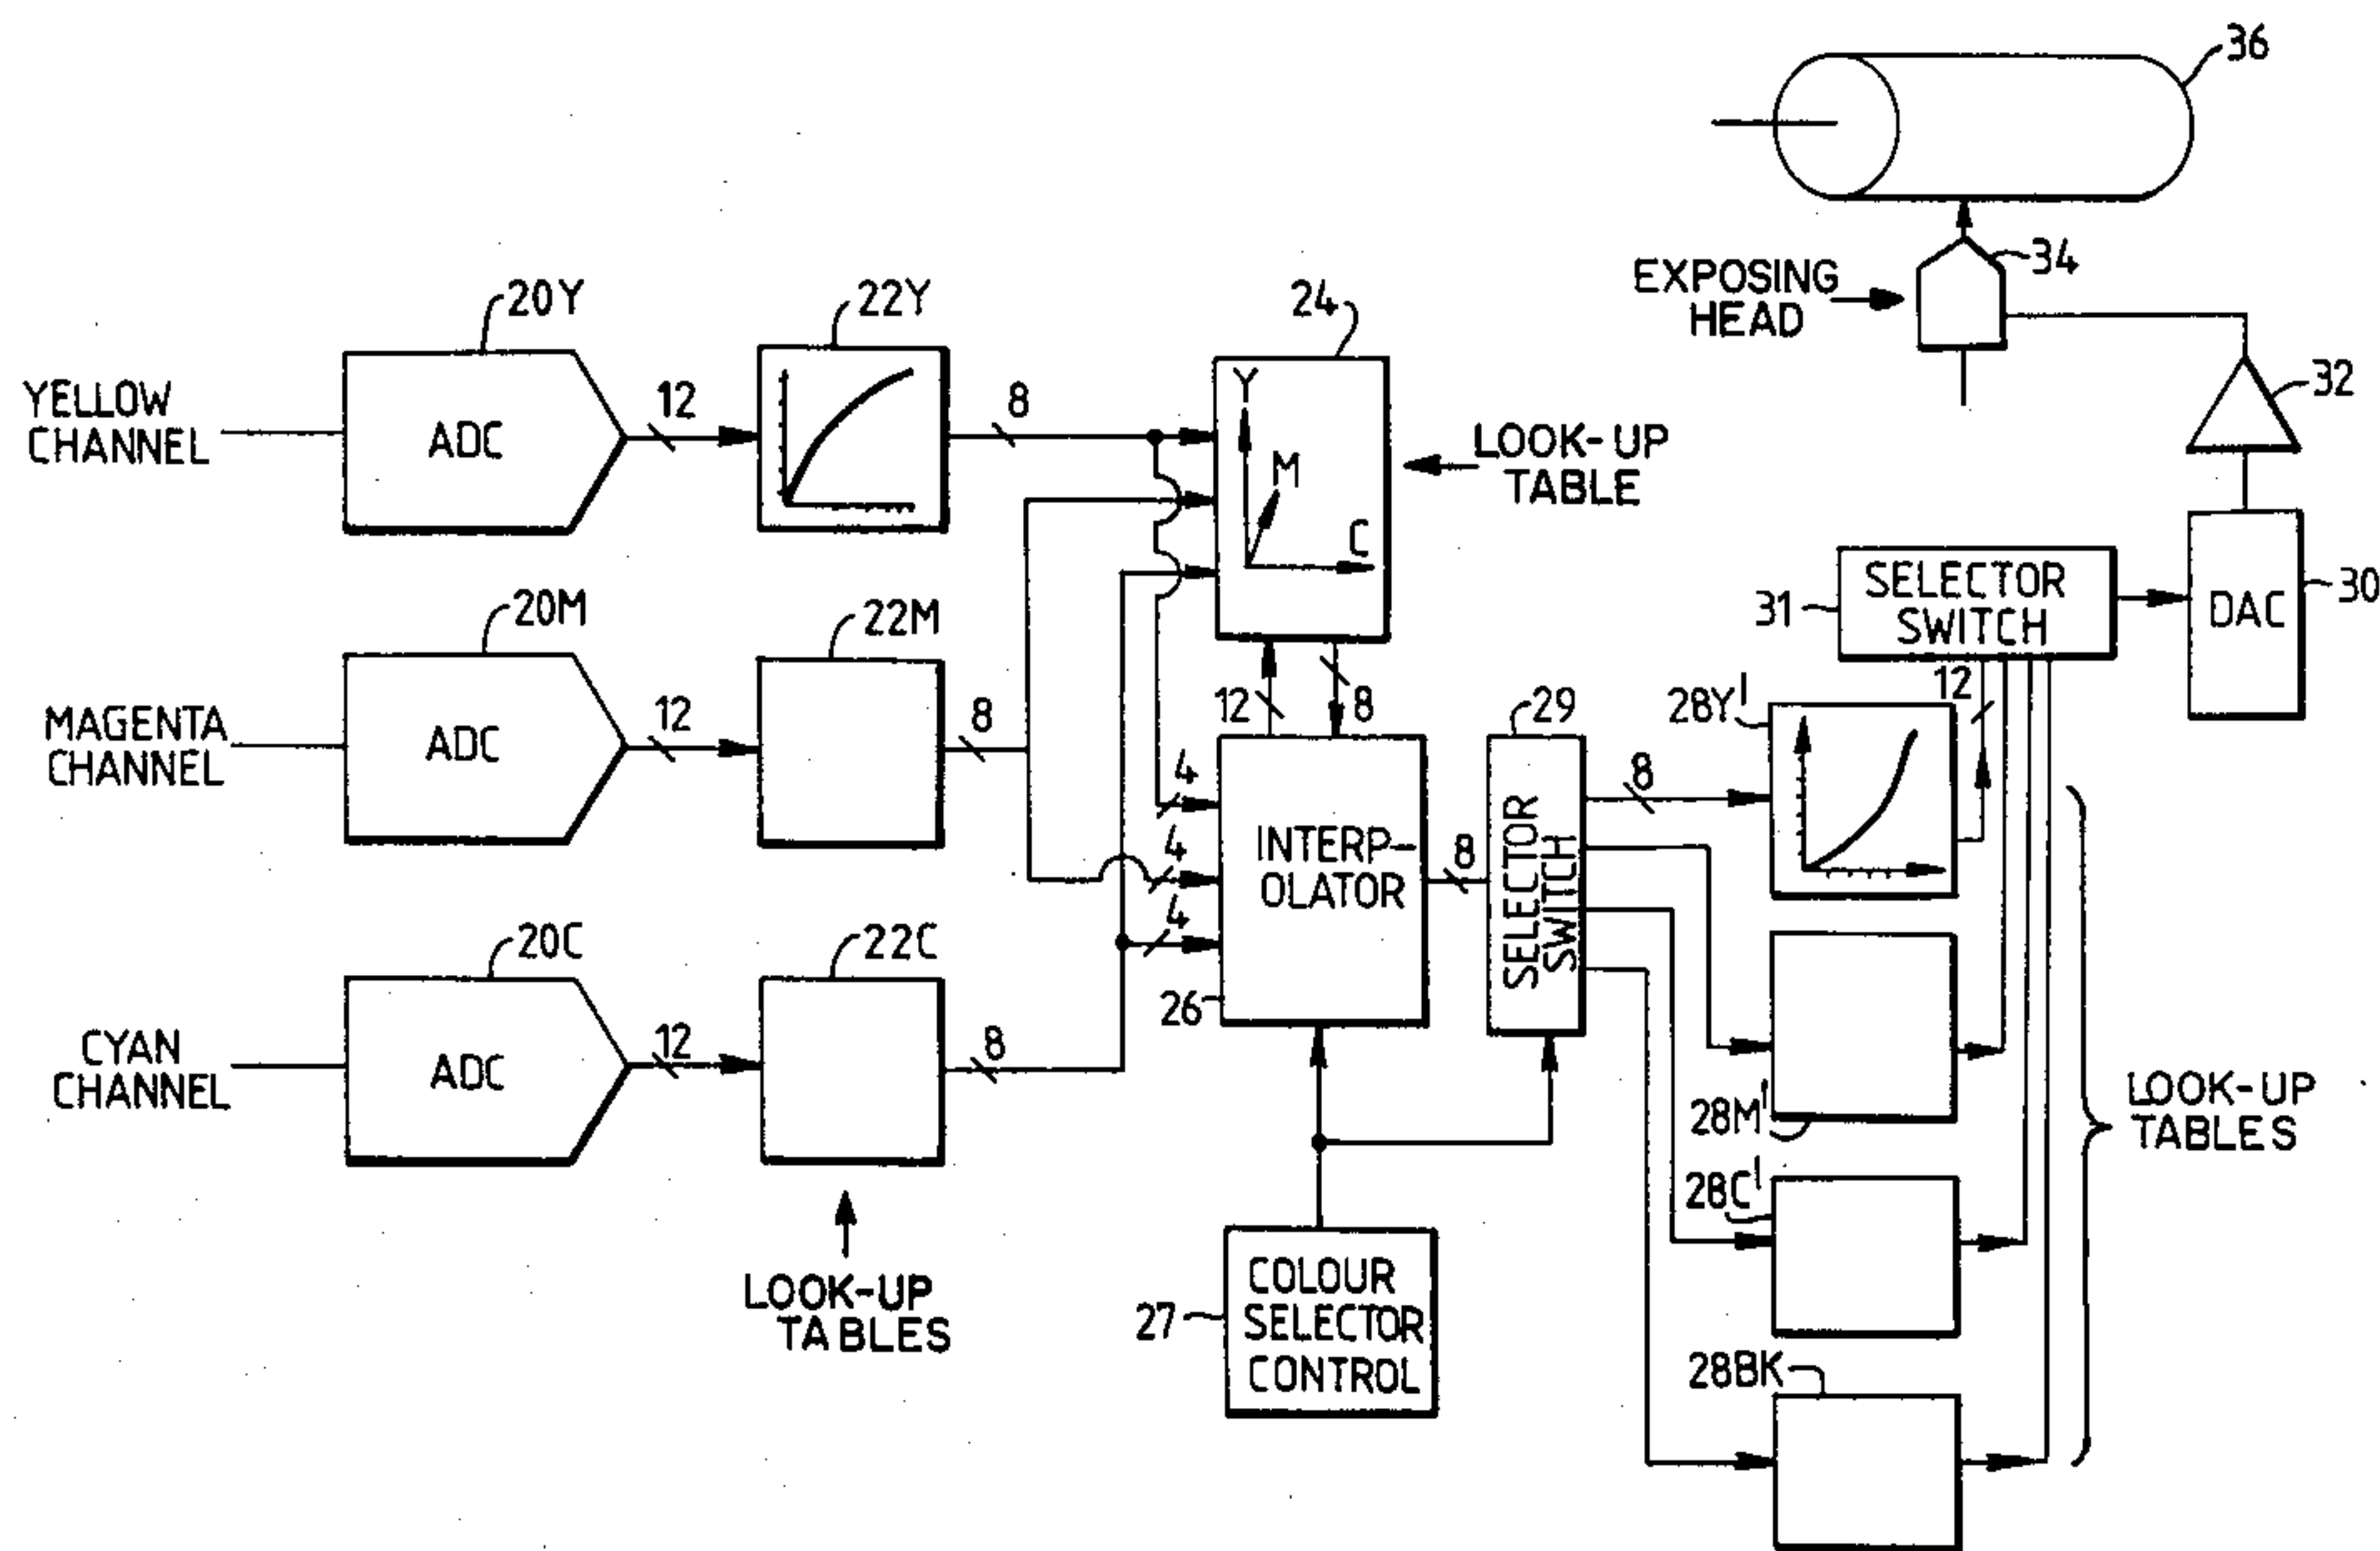 36
34
EXPOSING
HEAD
20Y
22Y
24
32
YELLOW
CHANNEL
ADC
12
8
Y
M
C
LOOK-UP
TABLE
20M
22M
31
SELECTOR
SWITCH
DAC
30
MAGENTA
CHANNEL
ADC
12
8
12
8
29
28Y'
12
4
4
4
INTERP-
OLATOR
8
SELECTOR
SWITCH
8
20C
22C
26
CYAN
CHANNEL
ADC
12
8
28M'
LOOK-UP
TABLES
28C'
LOOK-UP
TABLES
27
COLOUR
SELECTOR
CONTROL
28BK